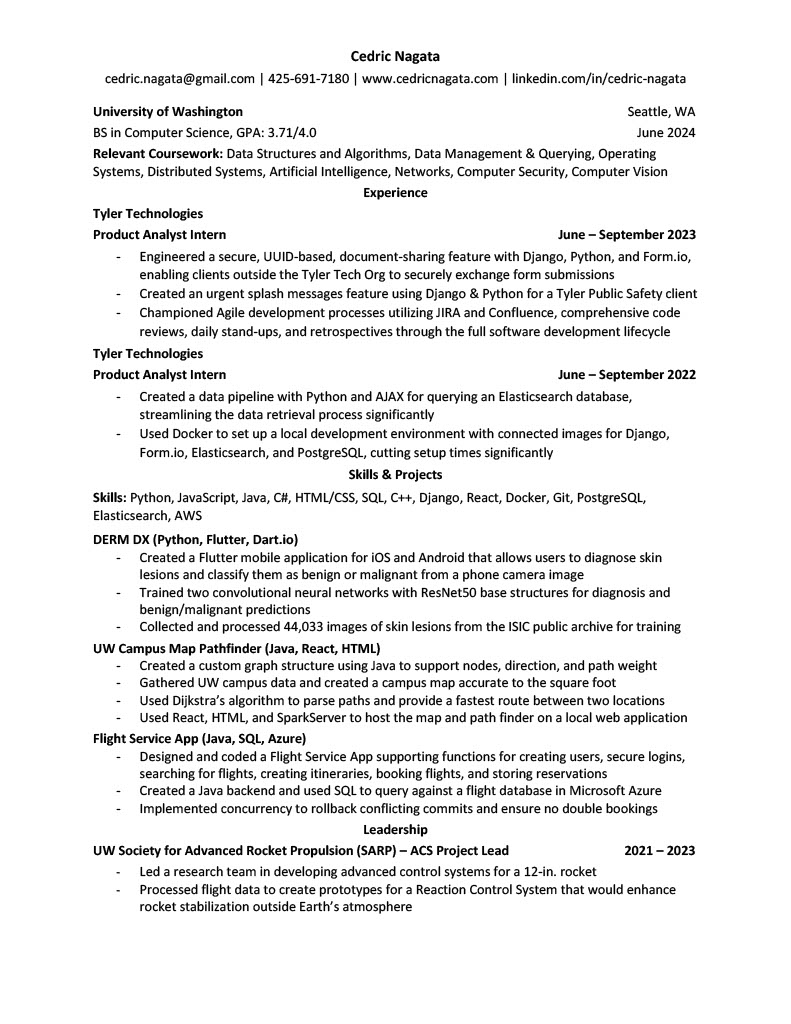 Cedric Nagata
cedric.nagata@gmail.com | 425-691-7180 | www.cedricnagata.com | linkedin.com/in/cedric-nagata
University of Washington Seattle, WA
BS in Computer Science, GPA: 3.71/4.0 June 2024
Relevant Coursework: Data Structures and Algorithms, Data Management & Querying, Operating
Systems, Distributed Systems, Artificial Intelligence, Networks, Computer Security, Computer Vision
Experience
Tyler Technologies
Product Analyst Intern June – September 2023
- Engineered a secure, UUID-based, document-sharing feature with Django, Python, and Form.io,
enabling clients outside the Tyler Tech Org to securely exchange form submissions
- Created an urgent splash messages feature using Django & Python for a Tyler Public Safety client
- Championed Agile development processes utilizing JIRA and Confluence, comprehensive code
reviews, daily stand-ups, and retrospectives through the full software development lifecycle
Tyler Technologies
Product Analyst Intern June – September 2022
- Created a data pipeline with Python and AJAX for querying an Elasticsearch database,
streamlining the data retrieval process significantly
- Used Docker to set up a local development environment with connected images for Django,
Form.io, Elasticsearch, and PostgreSQL, cutting setup times significantly
Skills & Projects
Skills: Python, JavaScript, Java, C#, HTML/CSS, SQL, C++, Django, React, Docker, Git, PostgreSQL,
Elasticsearch, AWS
DERM DX (Python, Flutter, Dart.io)
- Created a Flutter mobile application for iOS and Android that allows users to diagnose skin
lesions and classify them as benign or malignant from a phone camera image
- Trained two convolutional neural networks with ResNet50 base structures for diagnosis and
benign/malignant predictions
- Collected and processed 44,033 images of skin lesions from the ISIC public archive for training
UW Campus Map Pathfinder (Java, React, HTML)
- Created a custom graph structure using Java to support nodes, direction, and path weight
- Gathered UW campus data and created a campus map accurate to the square foot
- Used Dijkstra’s algorithm to parse paths and provide a fastest route between two locations
- Used React, HTML, and SparkServer to host the map and path finder on a local web application
Flight Service App (Java, SQL, Azure)
- Designed and coded a Flight Service App supporting functions for creating users, secure logins,
searching for flights, creating itineraries, booking flights, and storing reservations
- Created a Java backend and used SQL to query against a flight database in Microsoft Azure
- Implemented concurrency to rollback conflicting commits and ensure no double bookings
Leadership
UW Society for Advanced Rocket Propulsion (SARP) – ACS Project Lead 2021 – 2023
- Led a research team in developing advanced control systems for a 12-in. rocket
- Processed flight data to create prototypes for a Reaction Control System that would enhance
rocket stabilization outside Earth’s atmosphere